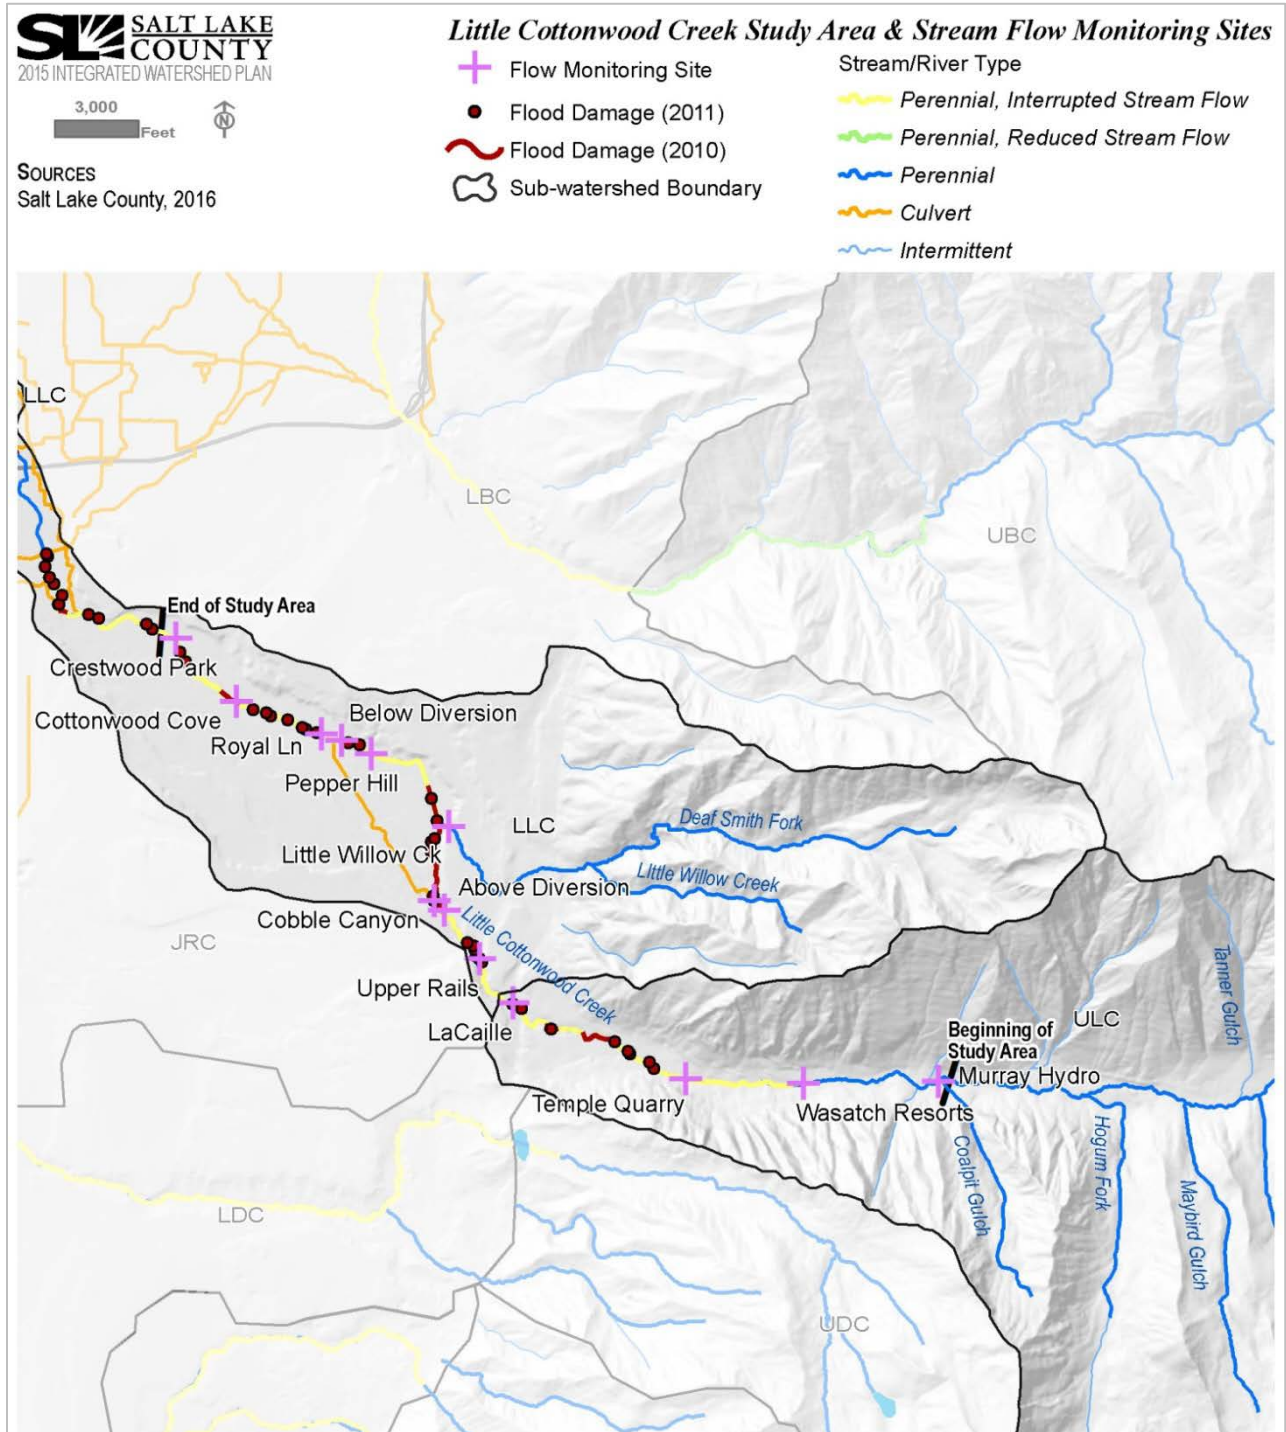 SL SALT LAKE
COUNTY
2015 INTEGRATED WATERSHED PLAN
3,000
Feet
N
SOURCES
Salt Lake County, 2016
Little Cottonwood Creek Study Area & Stream Flow Monitoring Sites
Flow Monitoring Site
Flood Damage (2011)
Flood Damage (2010)
Sub-watershed Boundary
Stream/River Type
Perennial, Interrupted Stream Flow
Perennial, Reduced Stream Flow
Perennial
Culvert
Intermittent
LLC
LBC
UBC
End of Study Area
Crestwood Park
Cottonwood Cove
Below Diversion
Royal Ln
Pepper Hill
LLC
Deaf Smith Fork
Little Willow Ck
LIttle Willow Creek
Above Diversion
Cobble Canyon
Little Cottonwood Creek
JRC
Tanner Gulch
Upper Rails
LaCaille
ULC
Beginning of
Study Area
Murray Hydro
Temple Quarry
Wasatch Resorts
Coalpit Gulch
Hogum Fork
Maybird Gulch
LDC
UDC